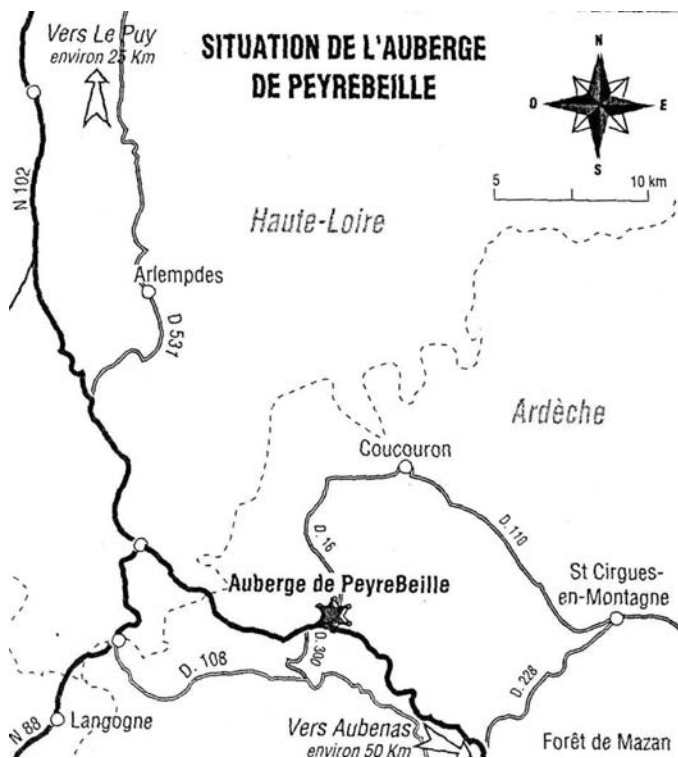 Vers Le Puy
environ 25 Km
SITUATION DE L'AUBERGE
DE PEYREBEILLE
N
O
E
S
5
10 km
N 102
Haute-Loire
Arlempdes
D 531
Ardèche
Coucouron
D. 16
D. 110
Auberge de PeyreBeille
St Cirgues-
en-Montagne
D. 300
D. 108
D. 228
Langogne
N 88
Vers Aubenas
environ 50 Km
Forêt de Mazan